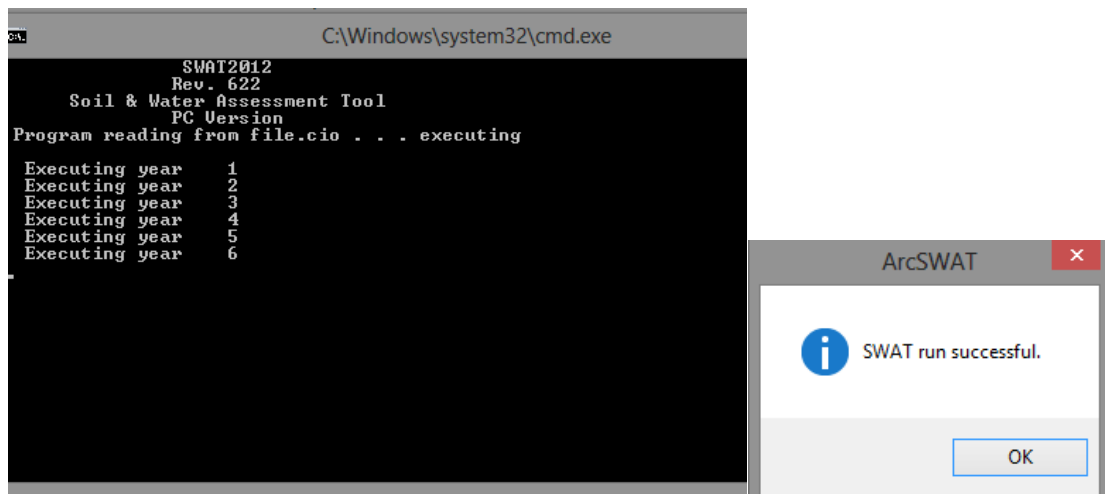 C:\Windows\system32\cmd.exe
SWAT2012
Rev. 622
Soil & Water Assessment Tool
PC Version
Program reading from file.cio . . . executing
Executing year 1
Executing year 2
Executing year 3
Executing year 4
Executing year 5
Executing year 6
ArcSWAT
SWAT run successful.
OK